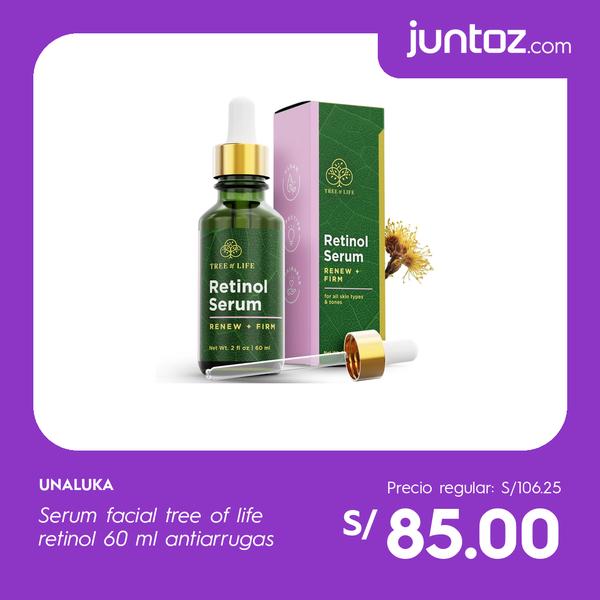 juntoz.com
TREE of LIFE
Retinol
Serum
RENEW + FIRM
Net Wt. 2 fl oz | 60 ml
TREE of LIFE
Retinol
Serum
RENEW +
FIRM
for all skin types
& tones
UNALUKA
Serum facial tree of life
retinol 60 ml antiarrugas
Precio regular: S/106.25
S/ 85.00